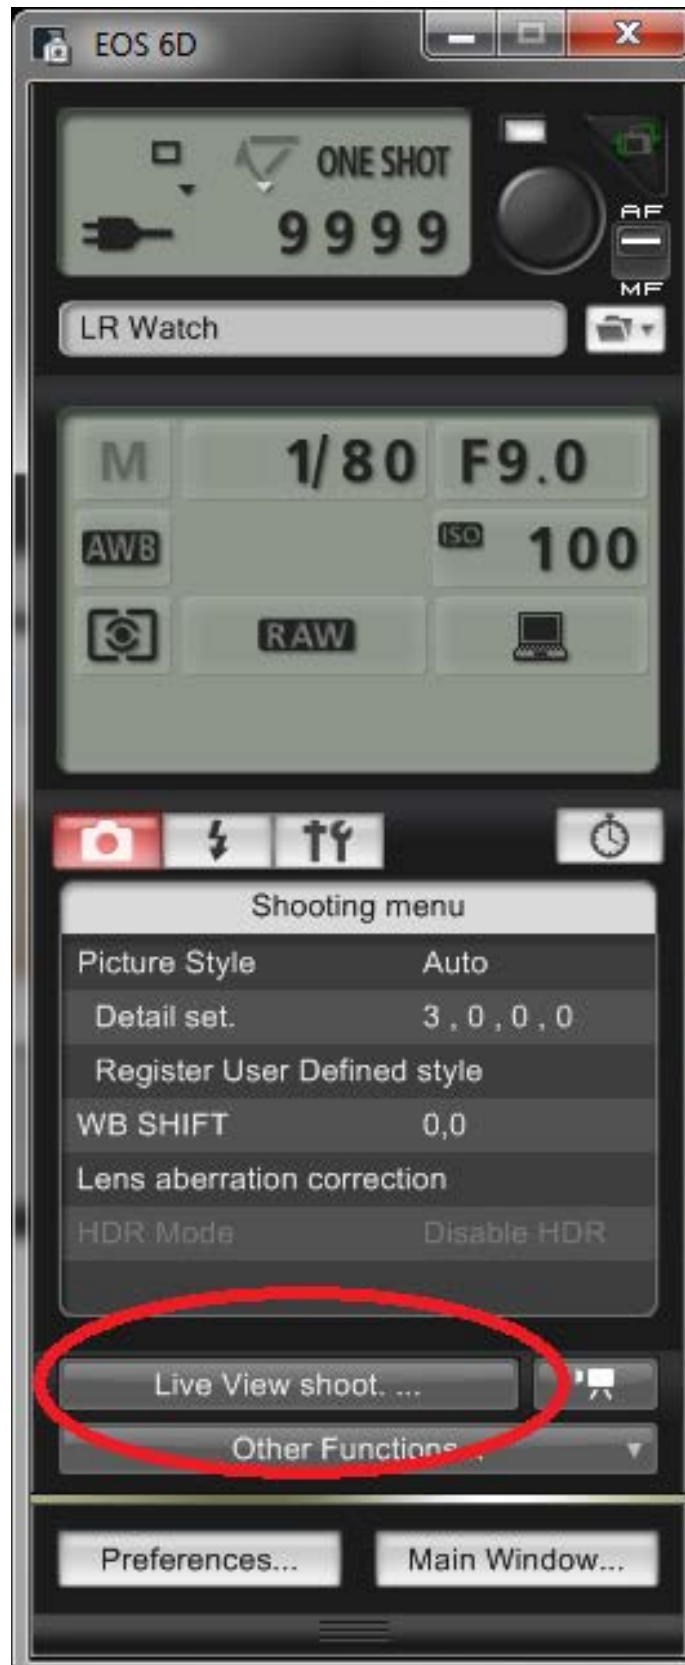 EOS 6D
ONE SHOT
9999
AF
MF
LR Watch
M 1/80 F9.0
AWB ISO 100
RAW
Shooting menu
Picture Style Auto
Detail set. 3 , 0 , 0 , 0
Register User Defined style
WB SHIFT 0,0
Lens aberration correction
HDR Mode Disable HDR
Live View shoot. ...
Other Functions
Preferences... Main Window...